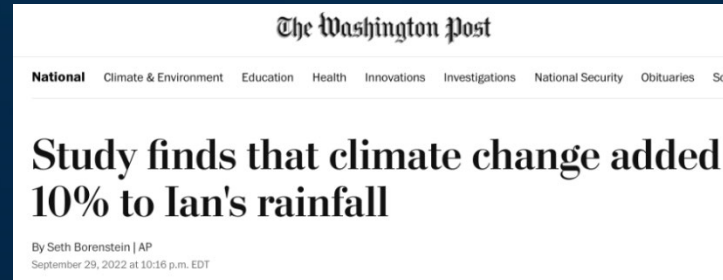 The Washington Post
National Climate & Environment Education Health Innovations Investigations National Security Obituaries
Study finds that climate change added
10% to Ian's rainfall
By Seth Borenstein | AP
September 29, 2022 at 10:16 p.m. EDT